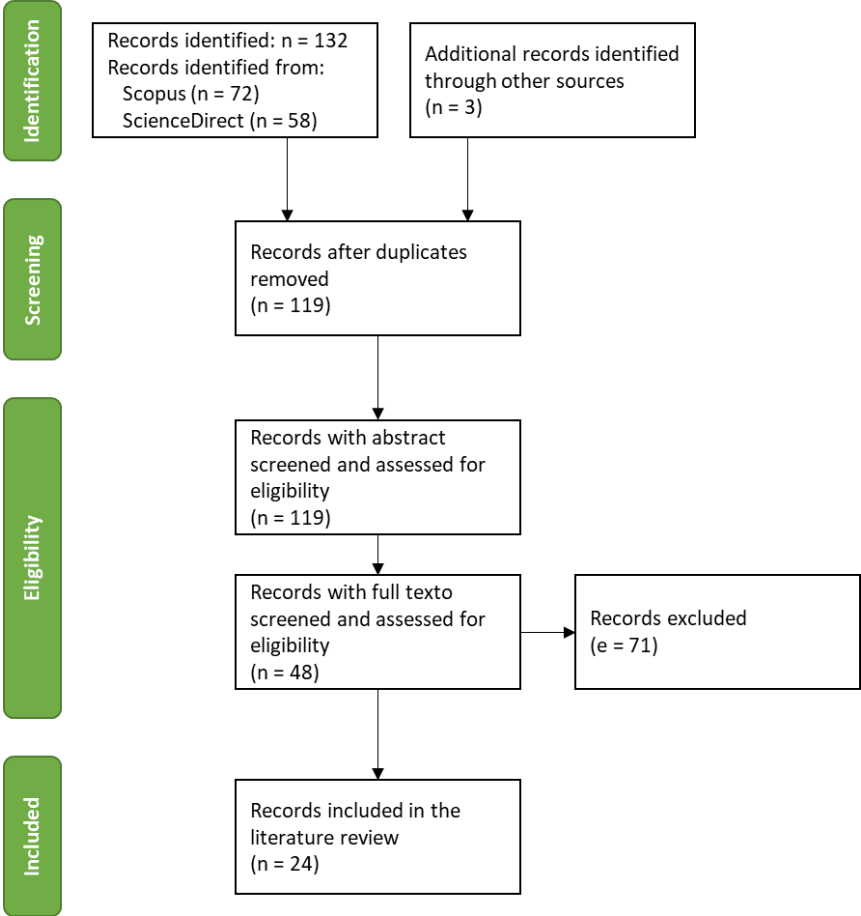 Identification
Records identified: n = 132
Records identified from:
Scopus (n = 72)
ScienceDirect (n = 58)
Additional records identified
through other sources
(n = 3)
Screening
Records after duplicates
removed
(n = 119)
Eligibility
Records with abstract
screened and assessed for
eligibility
(n = 119)
Records with full texto
screened and assessed for
eligibility
(n = 48)
Records excluded
(e = 71)
Included
Records included in the
literature review
(n = 24)